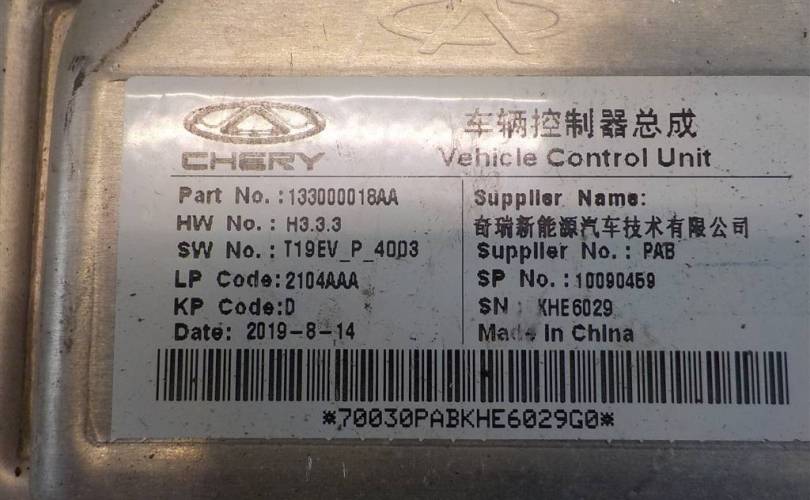 CHERY
车辆控制器总成
Vehicle Control Unit
Part No.:133000018AA
HW No.: H3.3.3
SW No.: T19EV_P_4003
LP Code:2104AAA
KP Code:D
Date: 2019-8-14
Supplier Name:
奇瑞新能源汽车技术有限公司
Supplier No.: PAB
SP No.:10090459
SN: KHE6029
Made In China
*70030PABKHE6029G0*